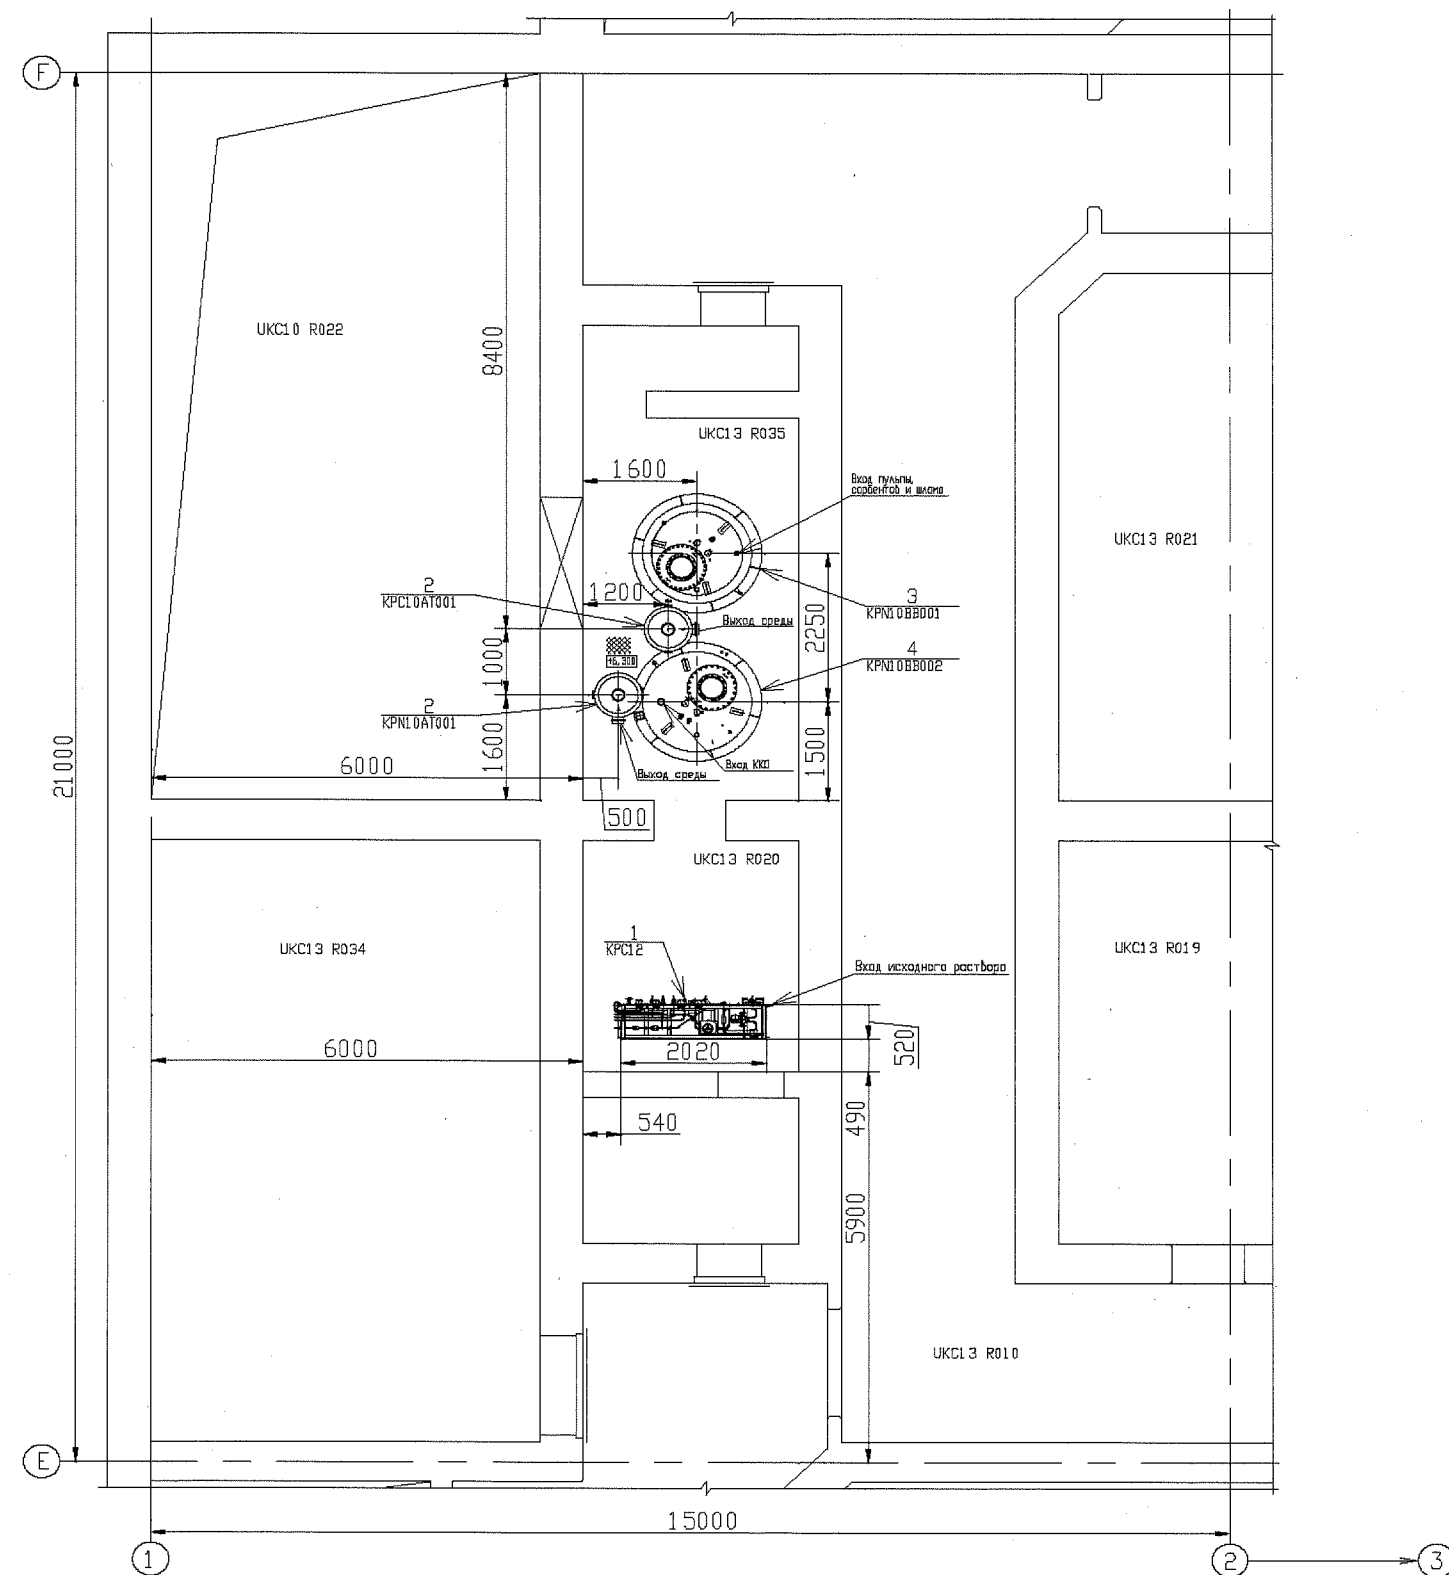 F
UKC10 R022
8400
UKC13 R035
1600
Вход пульпы,
сорбентов и шлама
UKC13 R021
2
KPC10AT001
1200
Выход среды
2250
3
KPN10BB001
1000
+6,300
4
KPN10BB002
2
KPN10AT001
1600
6000
Выход среды
Вход ККО
1500
21000
500
UKC13 R020
UKC13 R034
1
KPC12
Вход исходного раствора
UKC13 R019
6000
2020
520
540
490
5900
UKC13 R010
E
15000
1
2
3